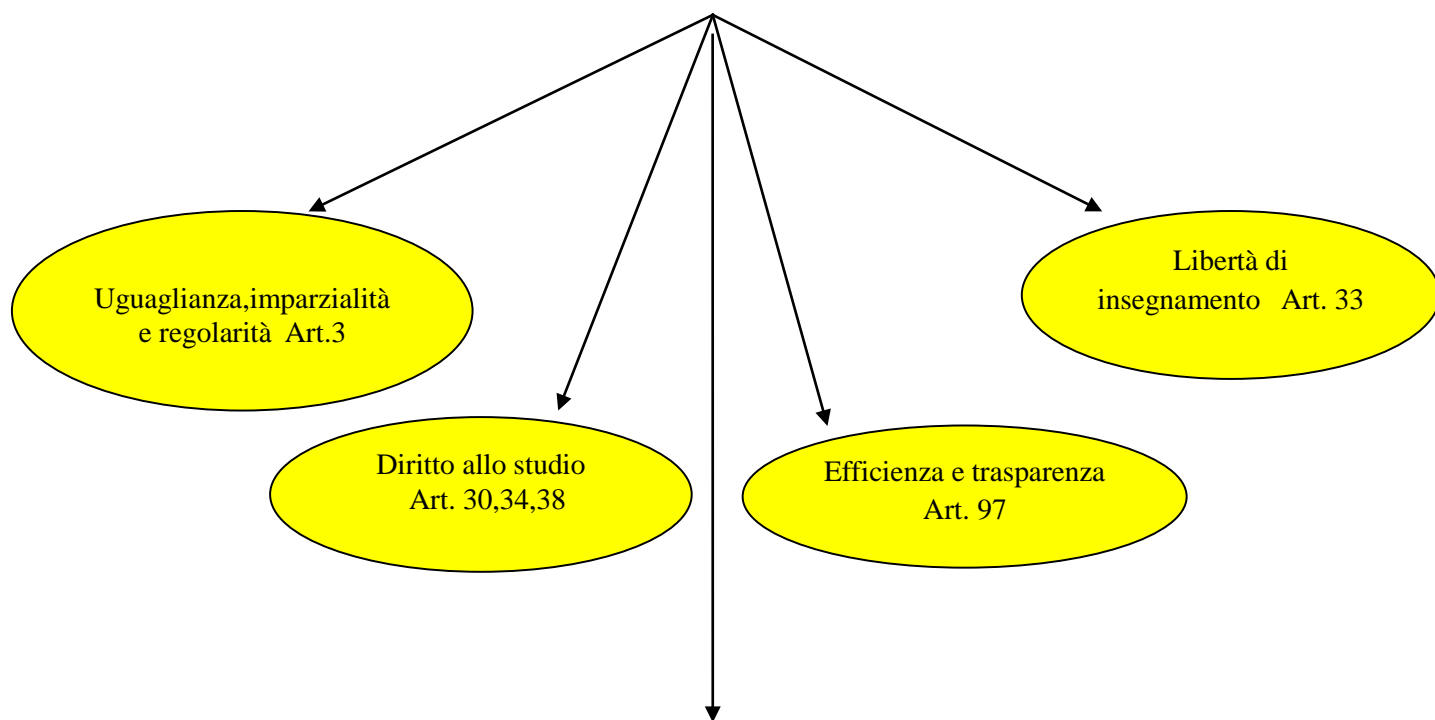 Uguaglianza,imparzialità
e regolarità Art.3
Libertà di
insegnamento Art. 33
Diritto allo studio
Art. 30,34,38
Efficienza e trasparenza
Art. 97